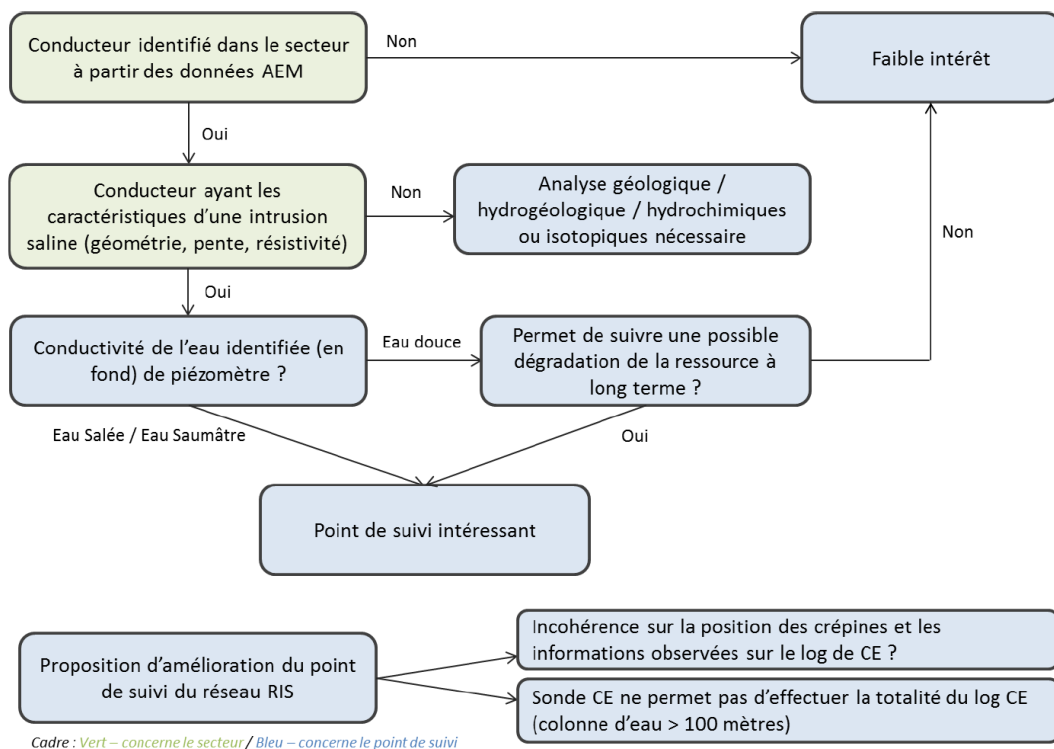 Conducteur identifié dans le secteur
à partir des données AEM
Non
Faible intérêt
Oui
Conducteur ayant les
caractéristiques d'une intrusion
saline (géométrie, pente, résistivité)
Non
Analyse géologique /
hydrogéologique / hydrochimiques
ou isotopiques nécessaire
Non
Oui
Conductivité de l'eau identifiée (en
fond) de piézomètre ?
Eau douce
Permet de suivre une possible
dégradation de la ressource à
long terme ?
Eau Salée / Eau Saumâtre
Oui
Point de suivi intéressant
Proposition d'amélioration du point
de suivi du réseau RIS
Incohérence sur la position des crépines et les
informations observées sur le log de CE ?
Sonde CE ne permet pas d'effectuer la totalité du log CE
(colonne d'eau > 100 mètres)
Cadre : Vert – concerne le secteur / Bleu – concerne le point de suivi